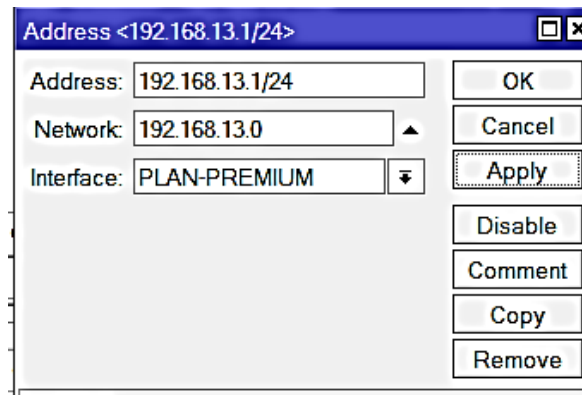 Address <192.168.13.1/24>
Address: 192.168.13.1/24
OK
Network: 192.168.13.0
Cancel
Interface: PLAN-PREMIUM
Apply
Disable
Comment
Copy
Remove